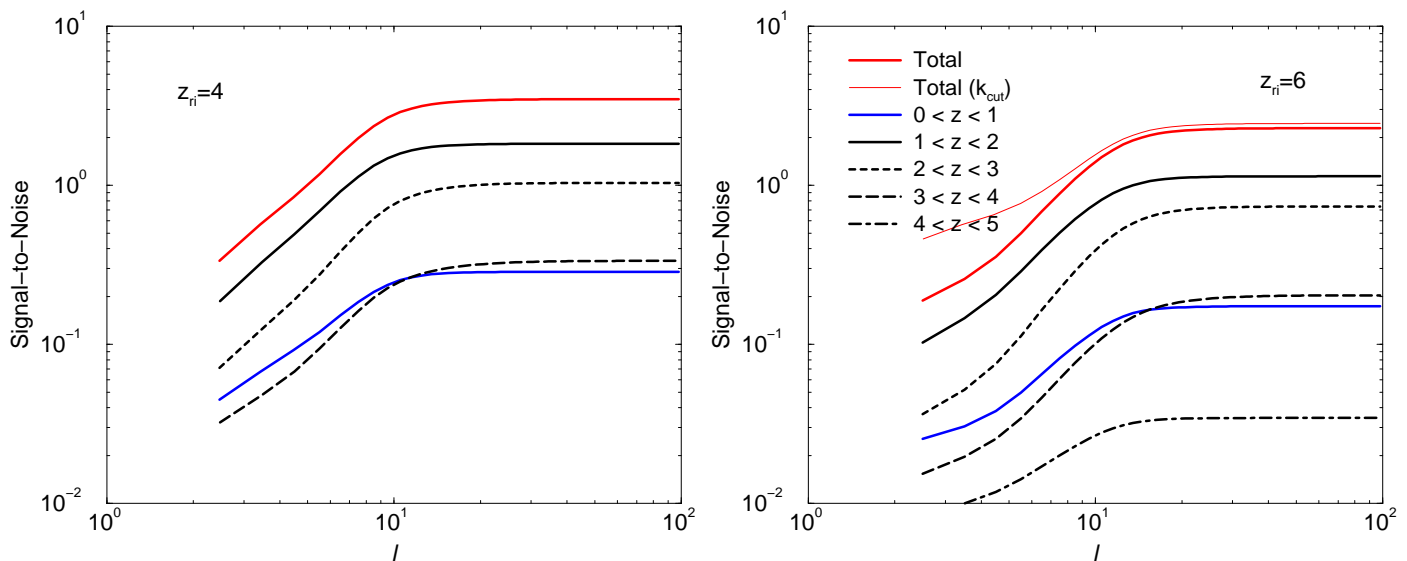 10^1
10^0
10^-1
10^-2
Signal-to-Noise
z_ri=4
10^0
10^1
10^2
l
10^1
10^0
10^-1
10^-2
Signal-to-Noise
Total
Total (k_cut)
0 < z < 1
1 < z < 2
2 < z < 3
3 < z < 4
4 < z < 5
z_ri=6
10^0
10^1
10^2
l